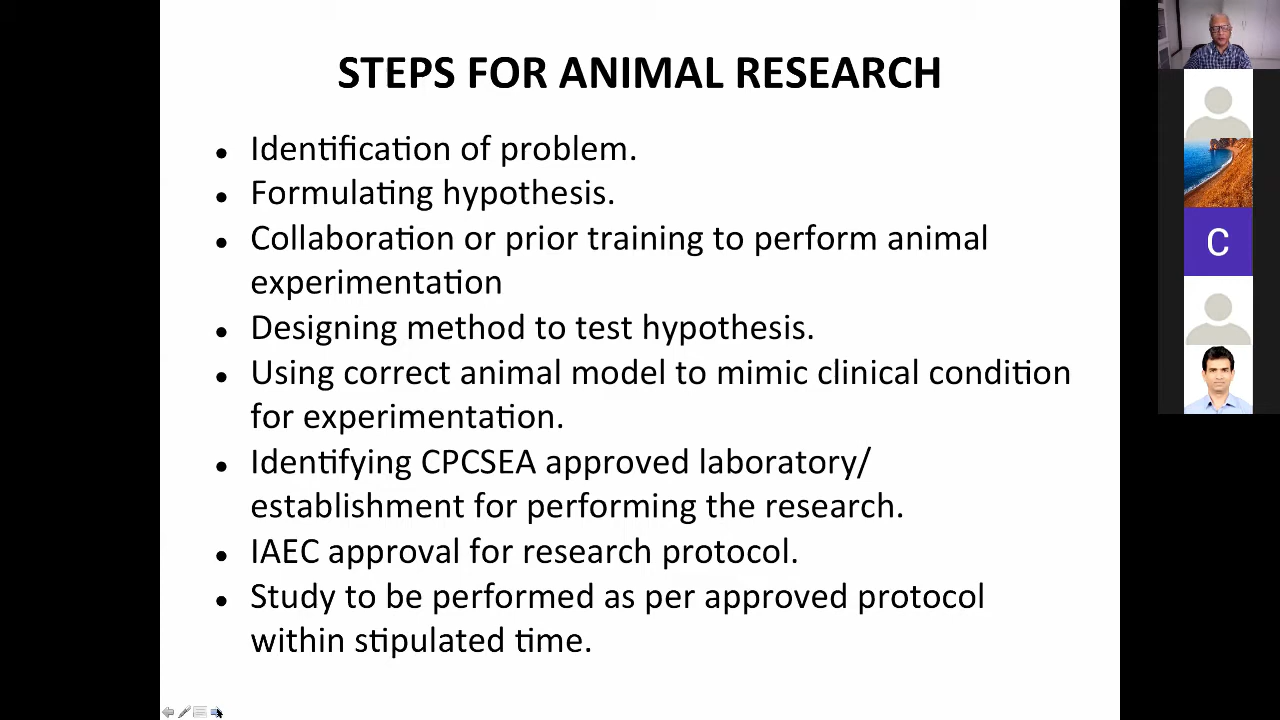 STEPS FOR ANIMAL RESEARCH
• Identification of problem.
• Formulating hypothesis.
• Collaboration or prior training to perform animal
experimentation
• Designing method to test hypothesis.
• Using correct animal model to mimic clinical condition
for experimentation.
• Identifying CPCSEA approved laboratory/
establishment for performing the research.
• IAEC approval for research protocol.
• Study to be performed as per approved protocol
within stipulated time.
C